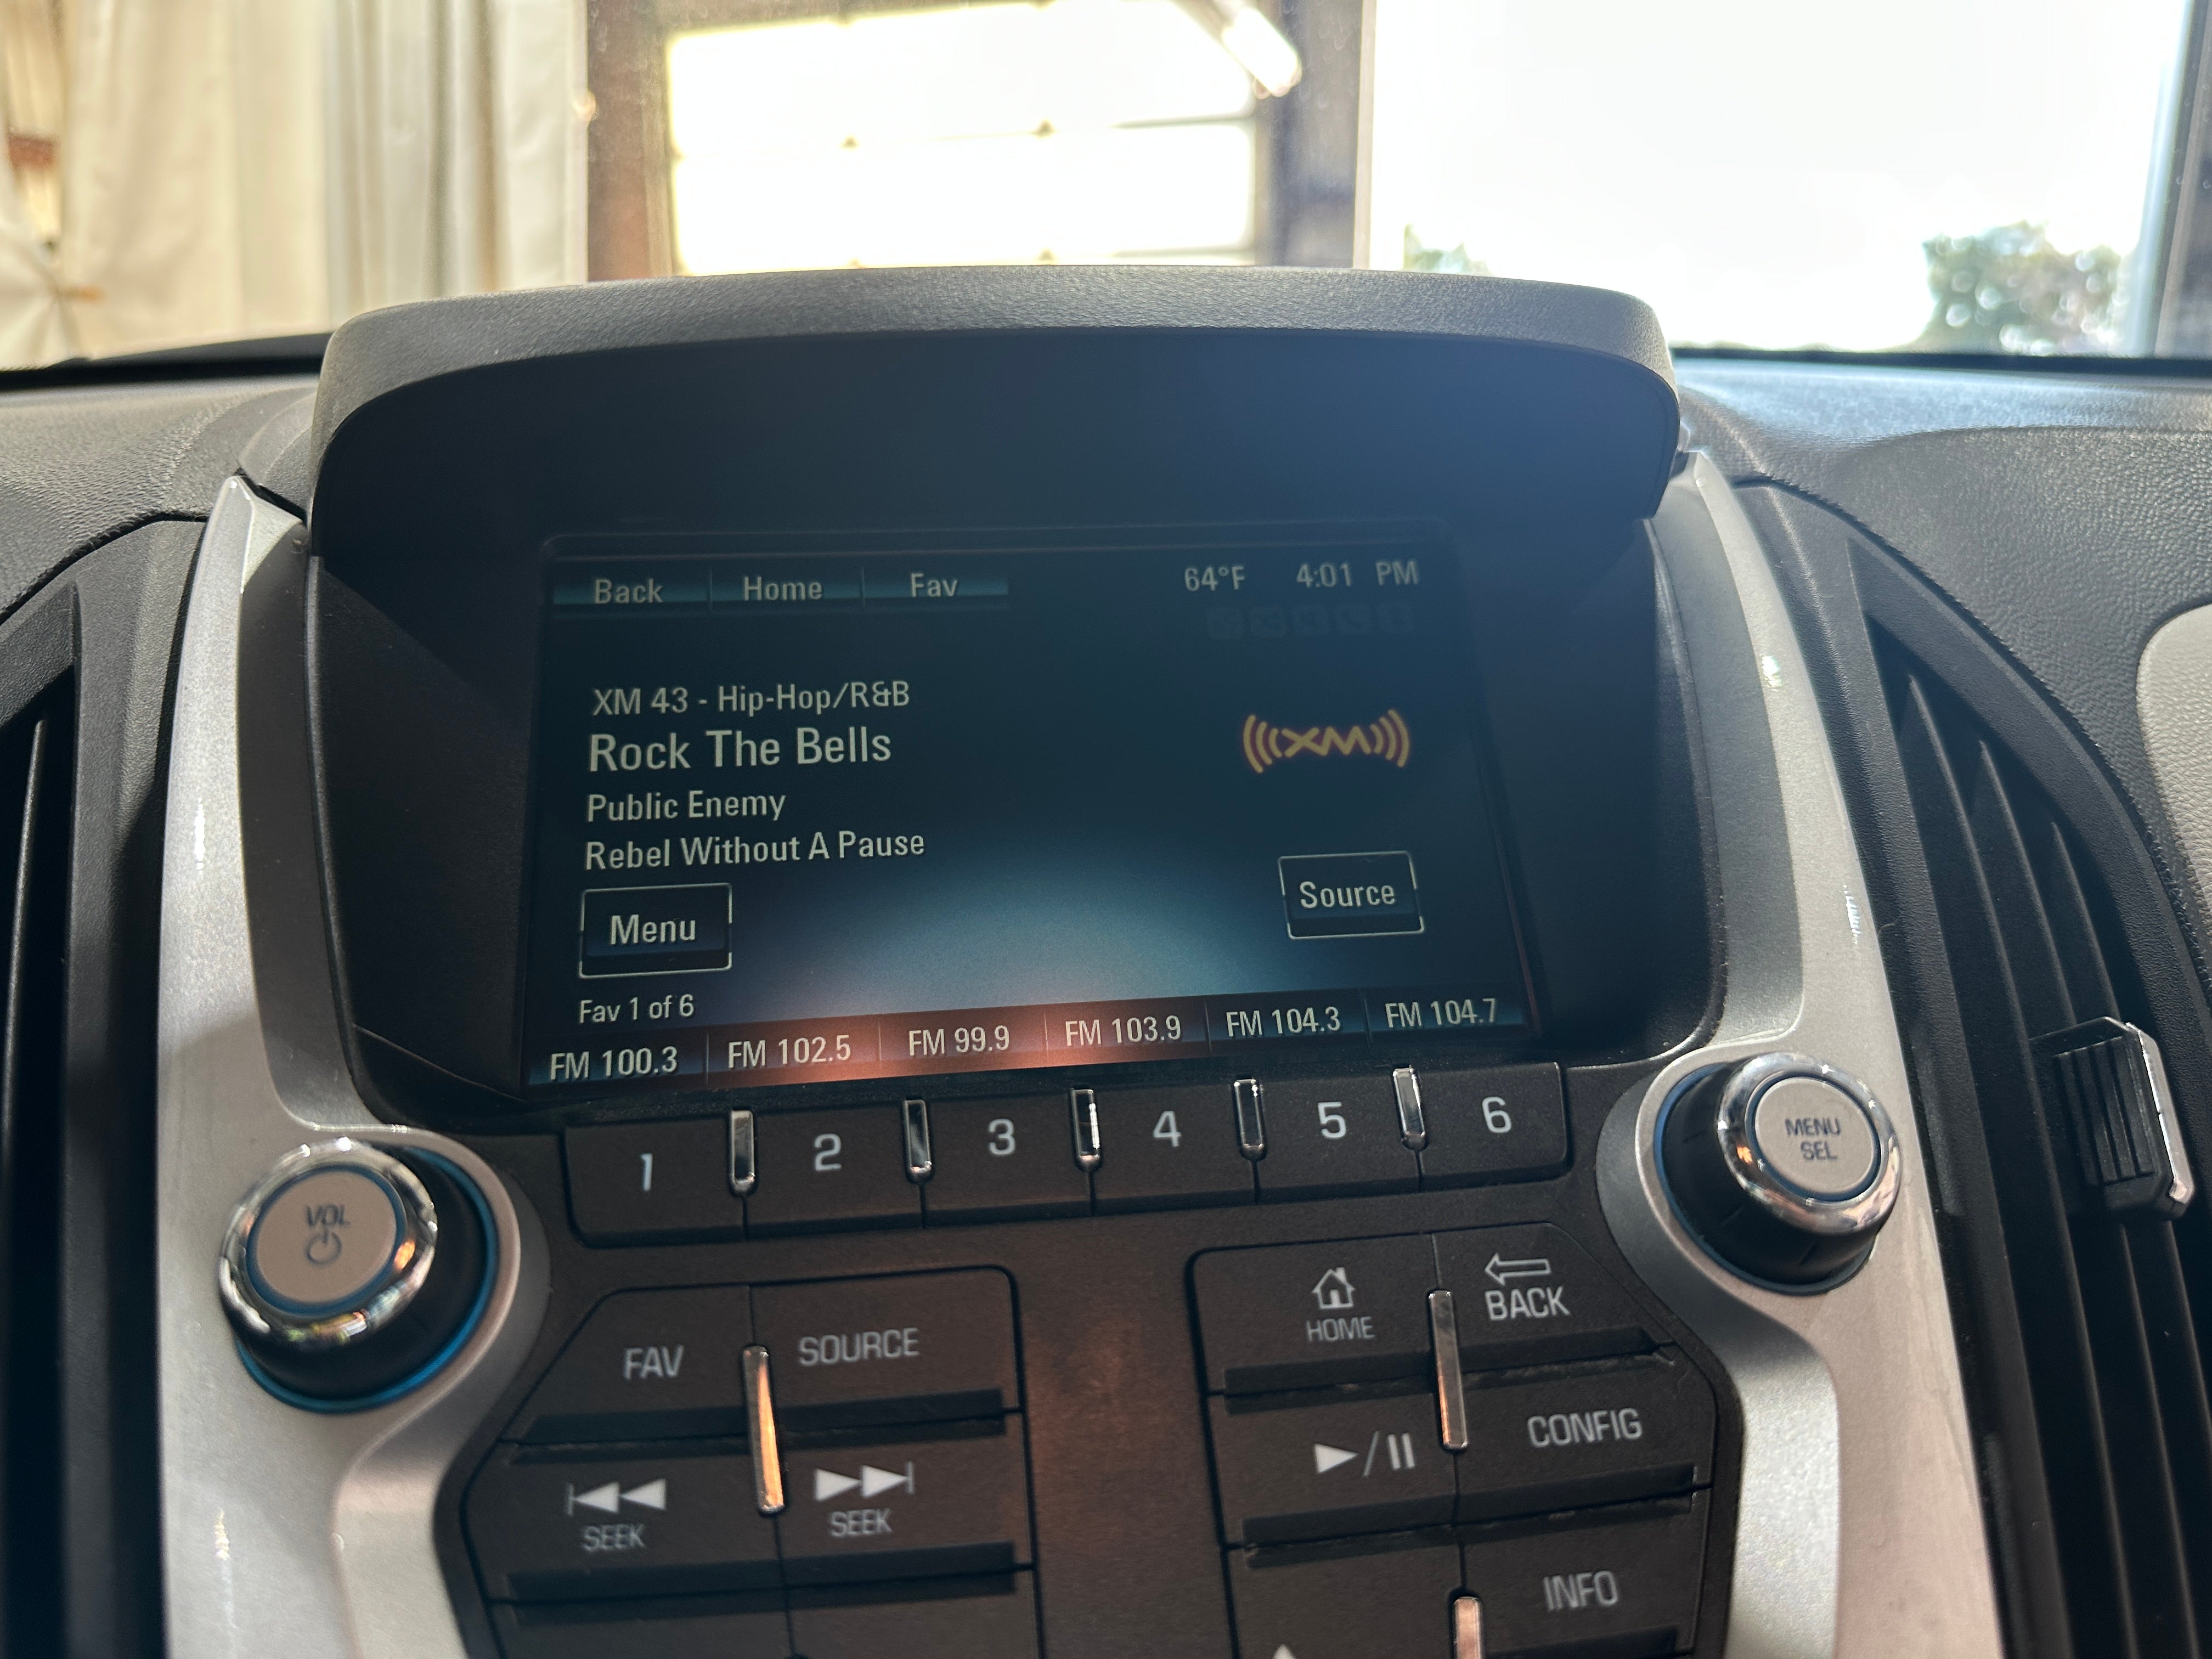 Back Home Fav 64°F 4:01 PM
XM 43 - Hip-Hop/R&B
Rock The Bells
XM
Public Enemy
Rebel Without A Pause
Menu
Source
Fav 1 of 6
FM 100.3 FM 102.5 FM 99.9 FM 103.9 FM 104.3 FM 104.7
1 2 3 4 5 6
VOL
MENU
SEL
FAV SOURCE
HOME
BACK
SEEK SEEK
CONFIG
INFO